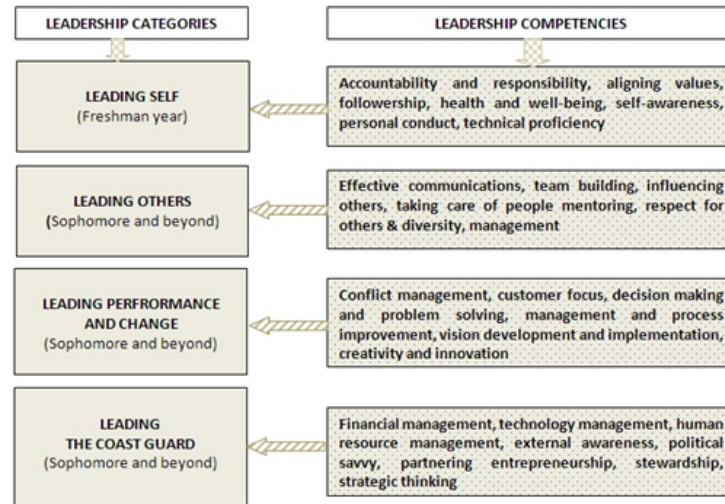 LEADERSHIP CATEGORIES
LEADERSHIP COMPETENCIES
LEADING SELF
(Freshman year)
Accountability and responsibility, aligning values,
followership, health and well-being, self-awareness,
personal conduct, technical proficiency
LEADING OTHERS
(Sophomore and beyond)
Effective communications, team building, influencing
others, taking care of people mentoring, respect for
others & diversity, management
LEADING PERFRORMANCE
AND CHANGE
(Sophomore and beyond)
Conflict management, customer focus, decision making
and problem solving, management and process
improvement, vision development and implementation,
creativity and innovation
LEADING
THE COAST GUARD
(Sophomore and beyond)
Financial management, technology management, human
resource management, external awareness, political
savvy, partnering entrepreneurship, stewardship,
strategic thinking